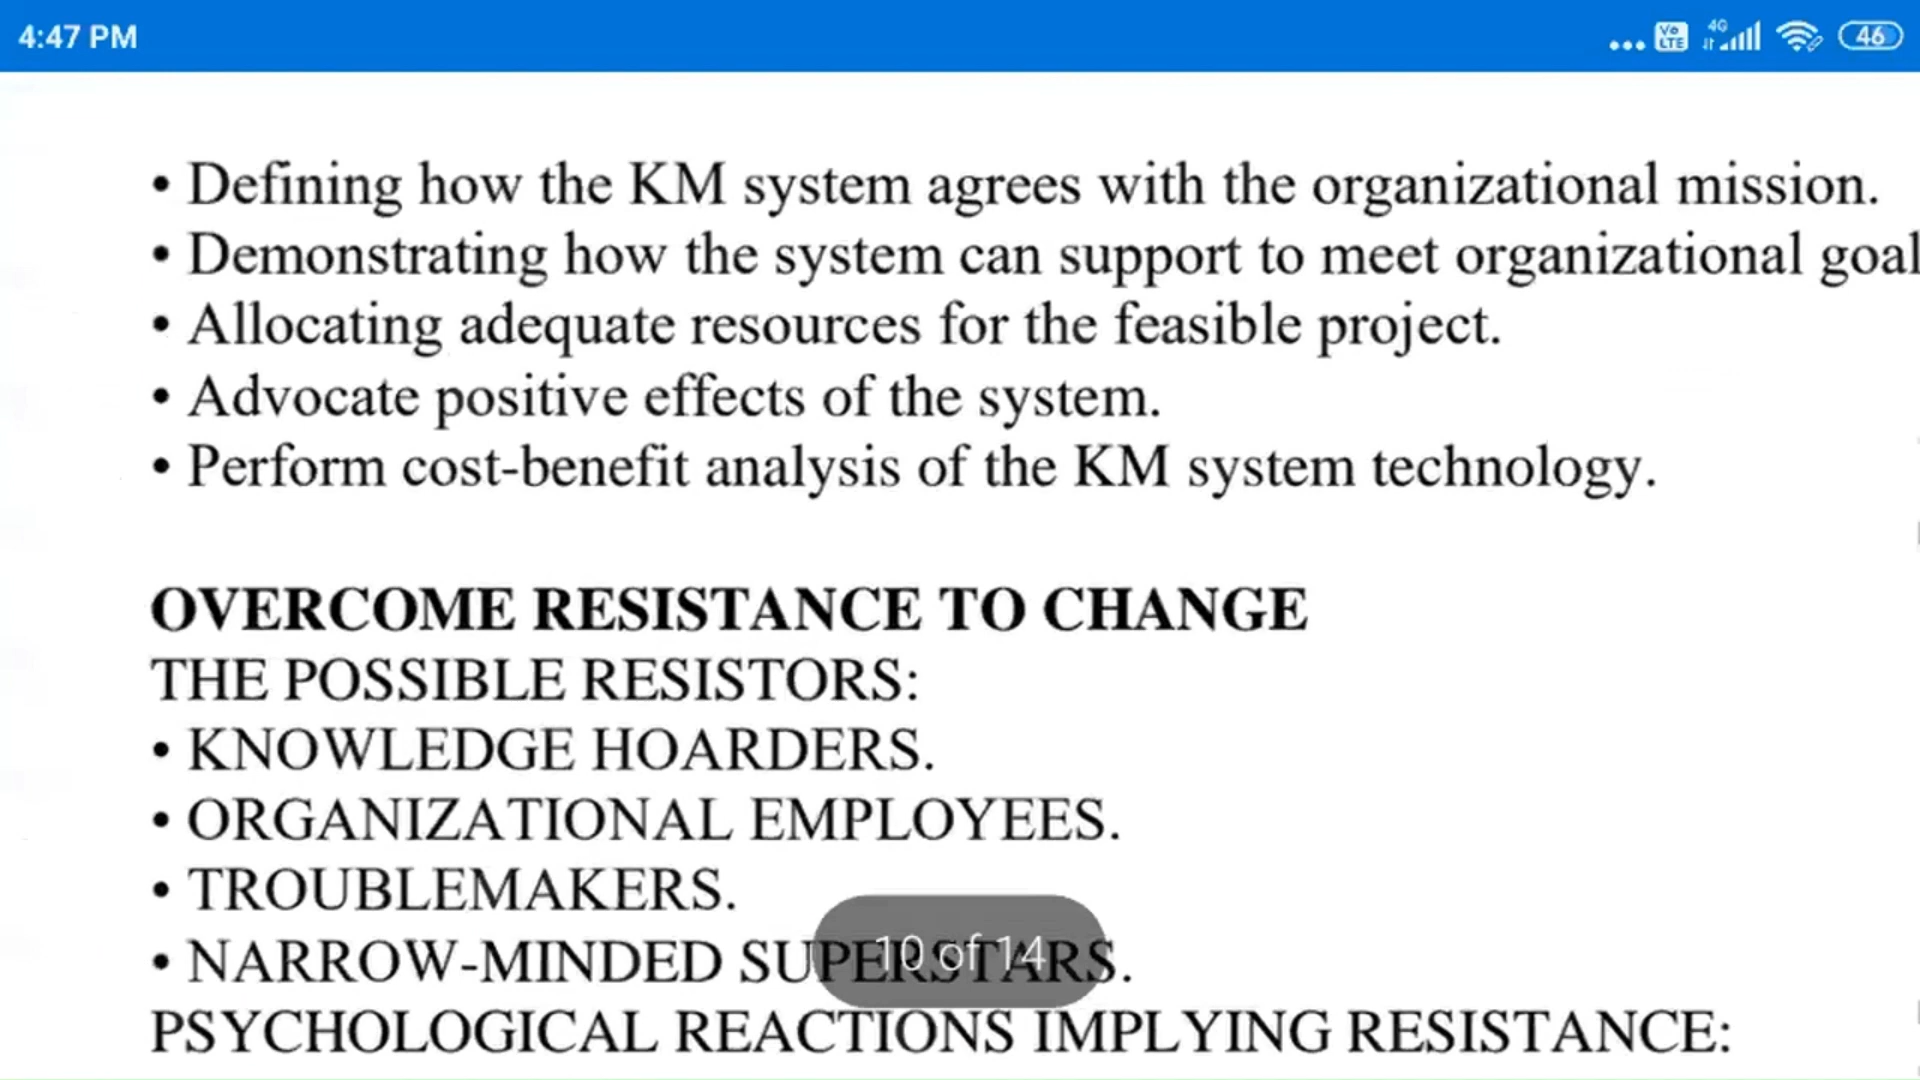 4:47 PM
Vo LTE 4G 46
• Defining how the KM system agrees with the organizational mission.
• Demonstrating how the system can support to meet organizational goal
• Allocating adequate resources for the feasible project.
• Advocate positive effects of the system.
• Perform cost-benefit analysis of the KM system technology.
OVERCOME RESISTANCE TO CHANGE
THE POSSIBLE RESISTORS:
• KNOWLEDGE HOARDERS.
• ORGANIZATIONAL EMPLOYEES.
• TROUBLEMAKERS.
• NARROW-MINDED SUPERSTARS.
10 of 14
PSYCHOLOGICAL REACTIONS IMPLYING RESISTANCE: